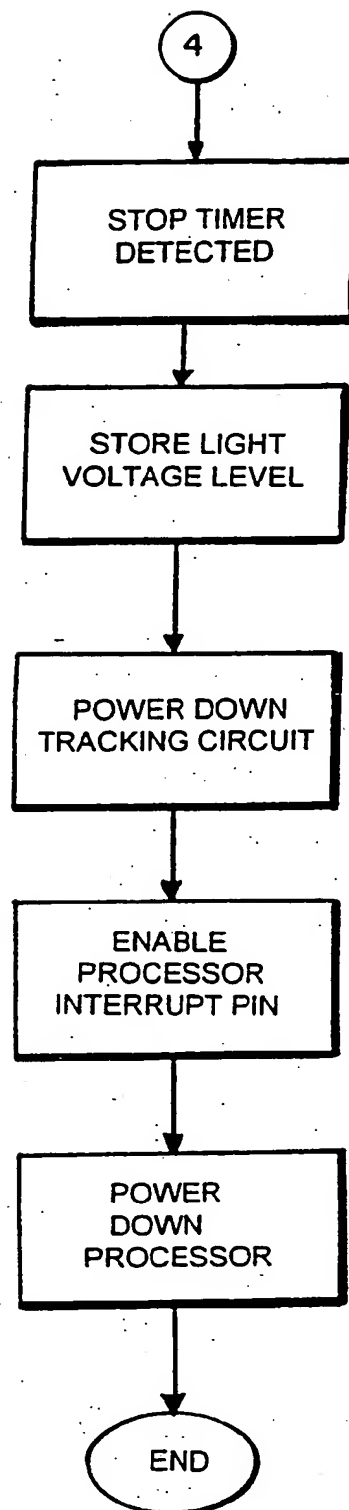 4
STOP TIMER
DETECTED
STORE LIGHT
VOLTAGE LEVEL
POWER DOWN
TRACKING CIRCUIT
ENABLE
PROCESSOR
INTERRUPT PIN
POWER
DOWN
PROCESSOR
END